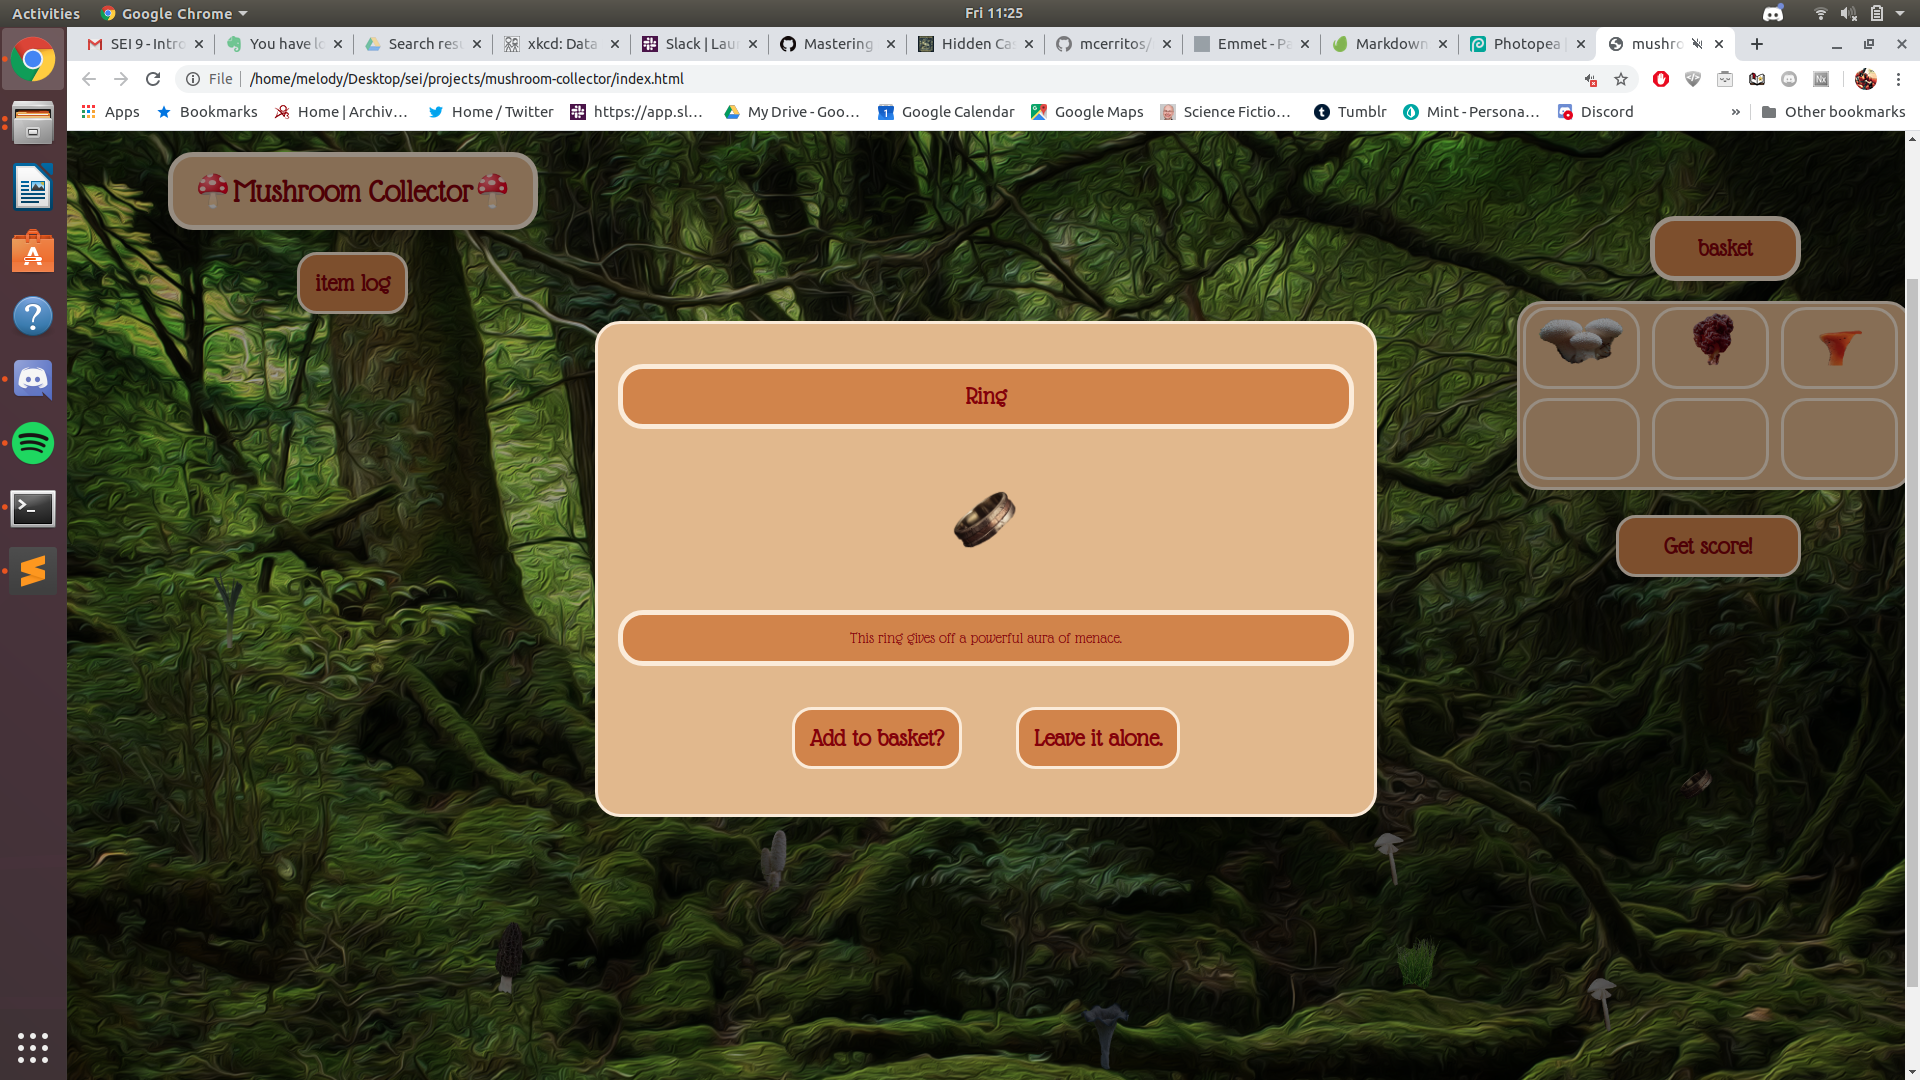 Activities
Google Chrome
Fri 11:25
SEI 9 - Intro
You have lo
Search resu
xkcd: Data
Slack | Laun
Mastering
Hidden Ca
mcerritos/
Emmet - Pa
Markdown
Photopea
mushro
File
/home/melody/Desktop/sei/projects/mushroom-collector/index.html
Apps
Bookmarks
Home | Archiv...
Home / Twitter
https://app.sl...
My Drive - Goo...
Google Calendar
Google Maps
Science Fictio...
Tumblr
Mint - Persona...
Discord
»
Other bookmarks
Mushroom Collector
item log
basket
Get score!
Ring
This ring gives off a powerful aura of menace.
Add to basket?
Leave it alone.